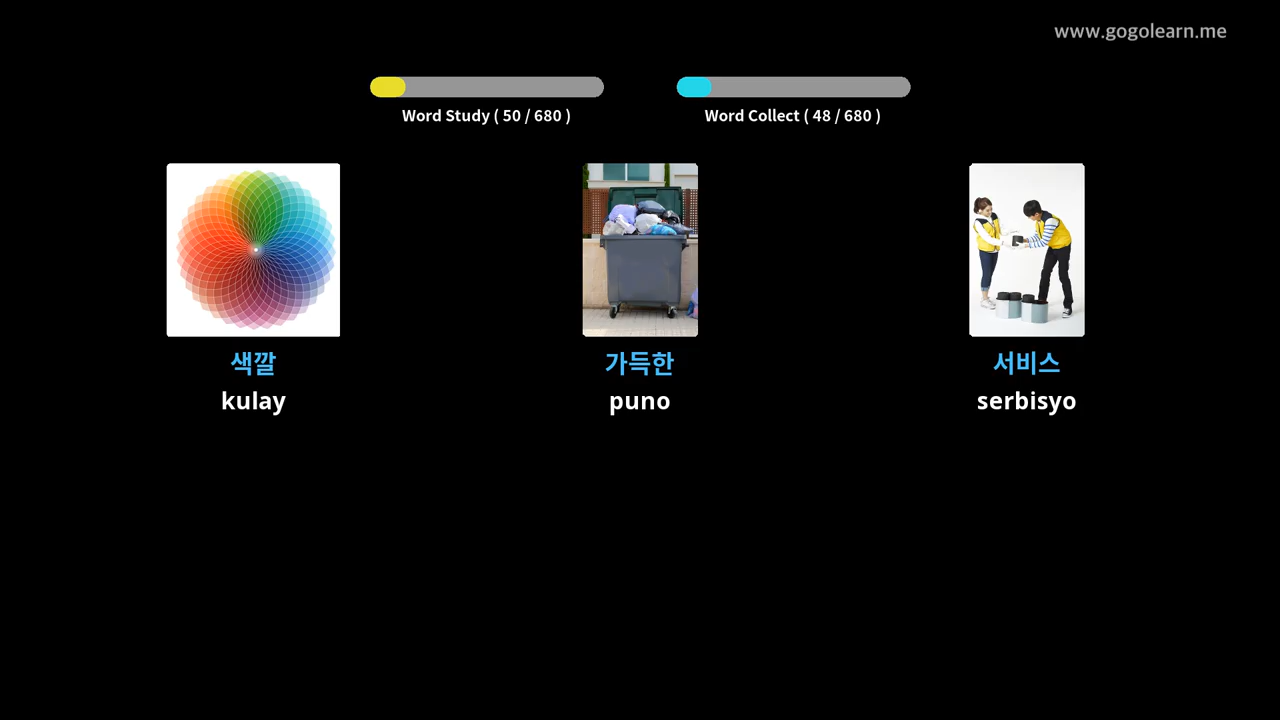 www.gogolearn.me
Word Study ( 50 / 680 )
Word Collect ( 48 / 680 )
색깔
가득한
서비스
kulay
puno
serbisyo